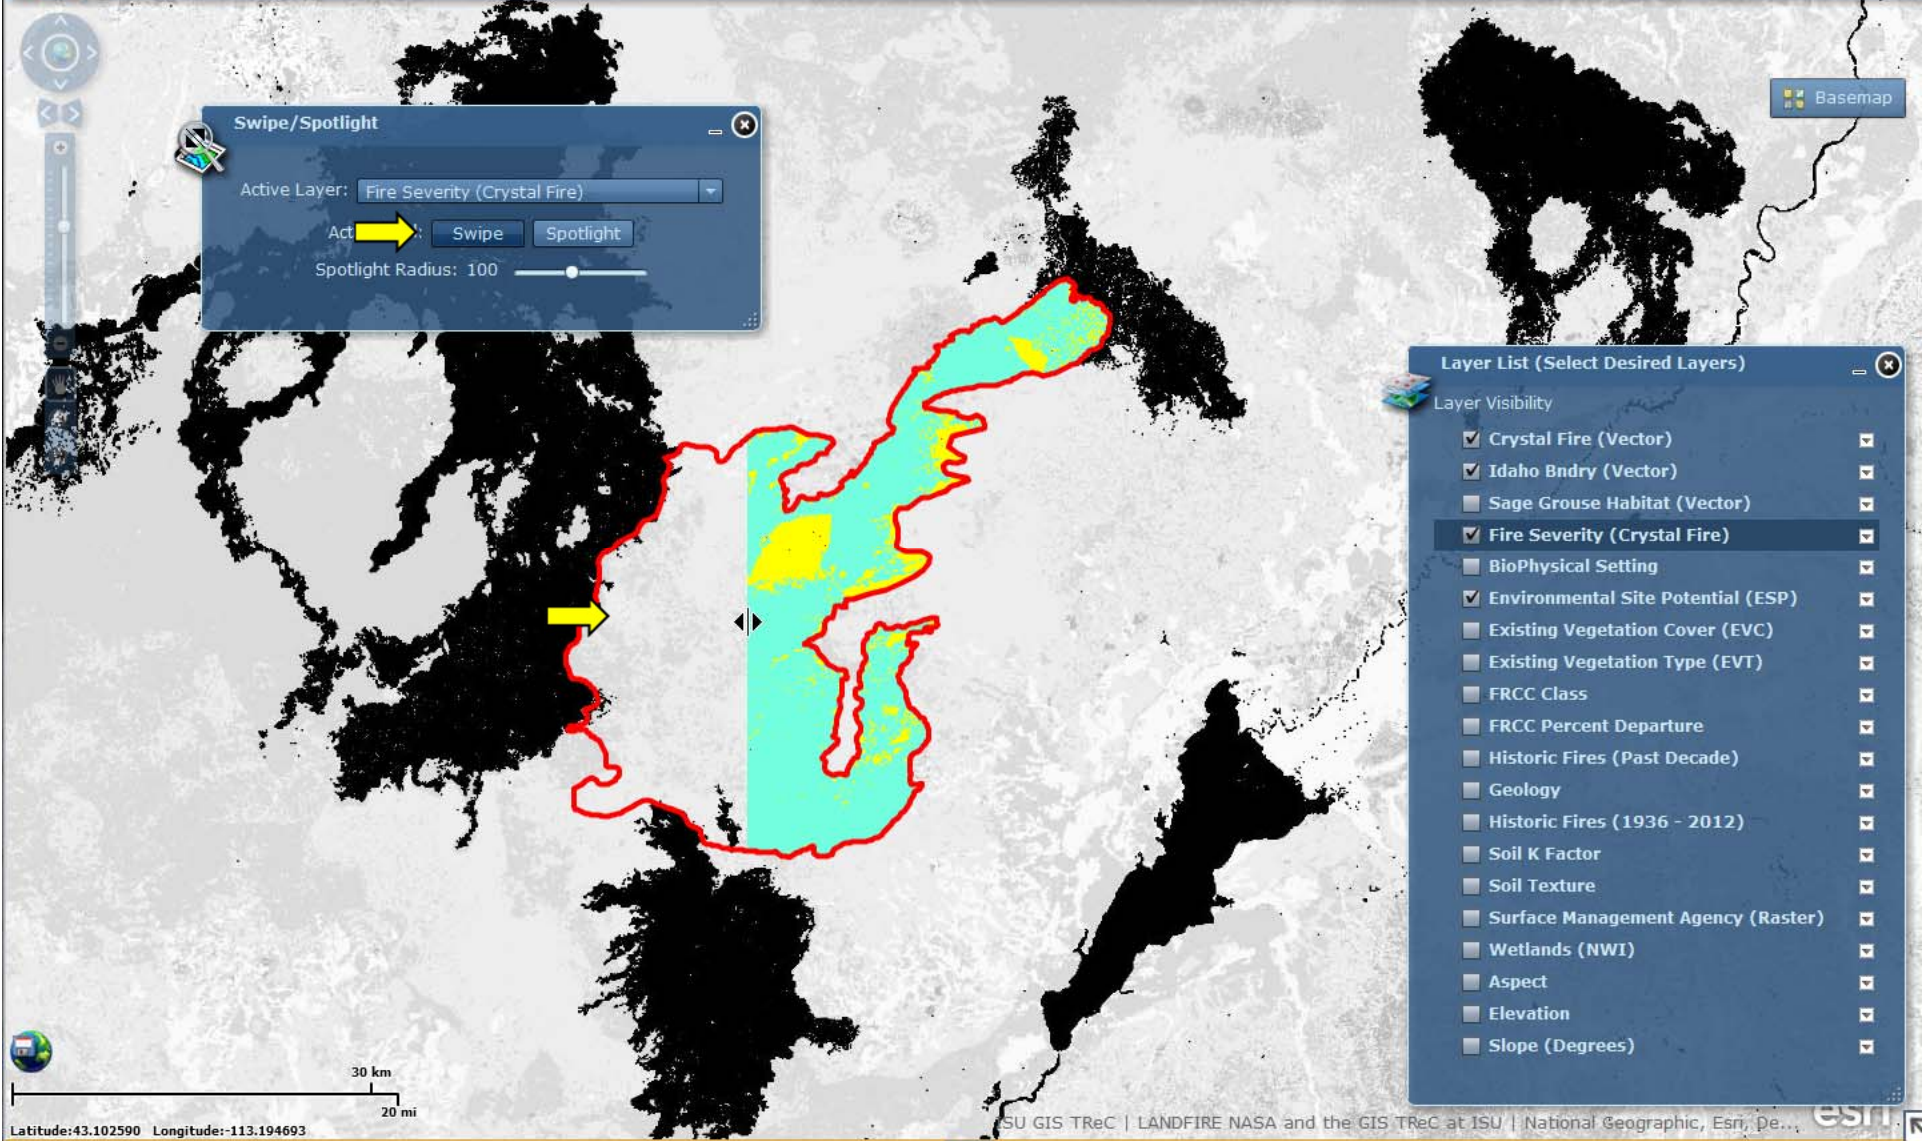 Basemap
Swipe/Spotlight
Active Layer: Fire Severity (Crystal Fire)
Swipe Spotlight
Spotlight Radius: 100
Layer List (Select Desired Layers)
Layer Visibility
Crystal Fire (Vector)
Idaho Bndry (Vector)
Sage Grouse Habitat (Vector)
Fire Severity (Crystal Fire)
BioPhysical Setting
Environmental Site Potential (ESP)
Existing Vegetation Cover (EVC)
Existing Vegetation Type (EVT)
FRCC Class
FRCC Percent Departure
Historic Fires (Past Decade)
Geology
Historic Fires (1936 - 2012)
Soil K Factor
Soil Texture
Surface Management Agency (Raster)
Wetlands (NWI)
Aspect
Elevation
Slope (Degrees)
30 km
20 mi
Latitude:43.102590 Longitude:-113.194693
ISU GIS TReC | LANDFIRE NASA and the GIS TReC at ISU | National Geographic, Esri, De...
esri